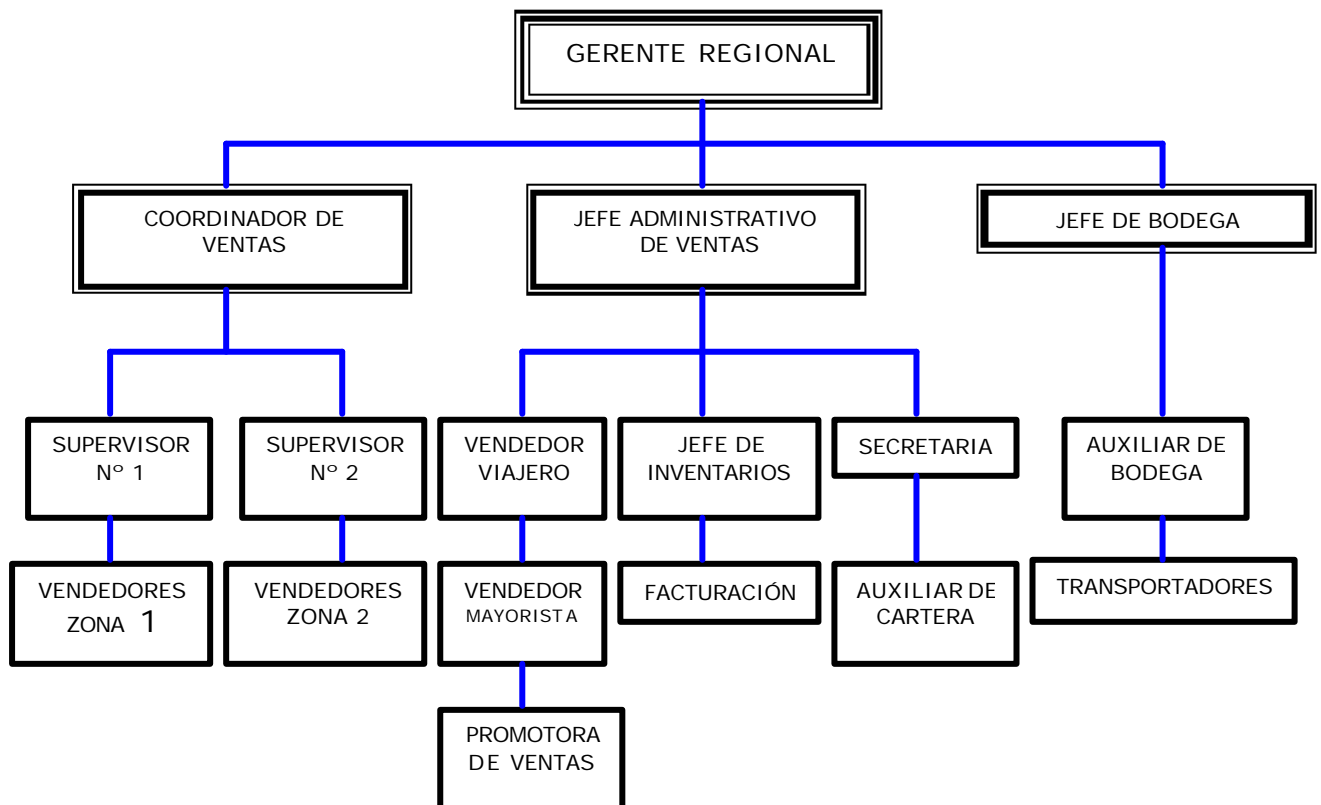 GERENTE REGIONAL
COORDINADOR DE
VENTAS
JEFE ADMINISTRATIVO
DE VENTAS
JEFE DE BODEGA
SUPERVISOR
Nº 1
SUPERVISOR
Nº 2
VENDEDOR
VIAJERO
JEFE DE
INVENTARIOS
SECRETARIA
AUXILIAR DE
BODEGA
VENDEDORES
ZONA 1
VENDEDORES
ZONA 2
VENDEDOR
MAYORISTA
FACTURACIÓN
AUXILIAR DE
CARTERA
TRANSPORTADORES
PROMOTORA
DE VENTAS